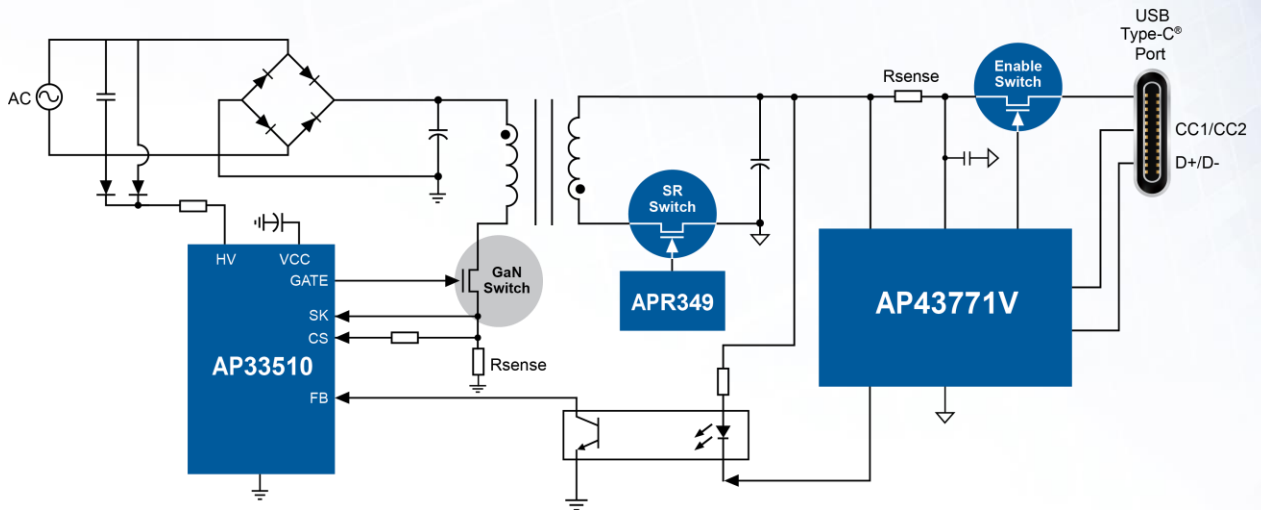 USB
Type-C®
Port
Enable
Switch
Rsense
AC
CC1/CC2
D+/D-
SR
Switch
HV
VCC
GaN
Switch
GATE
APR349
AP43771V
SK
CS
AP33510
Rsense
FB